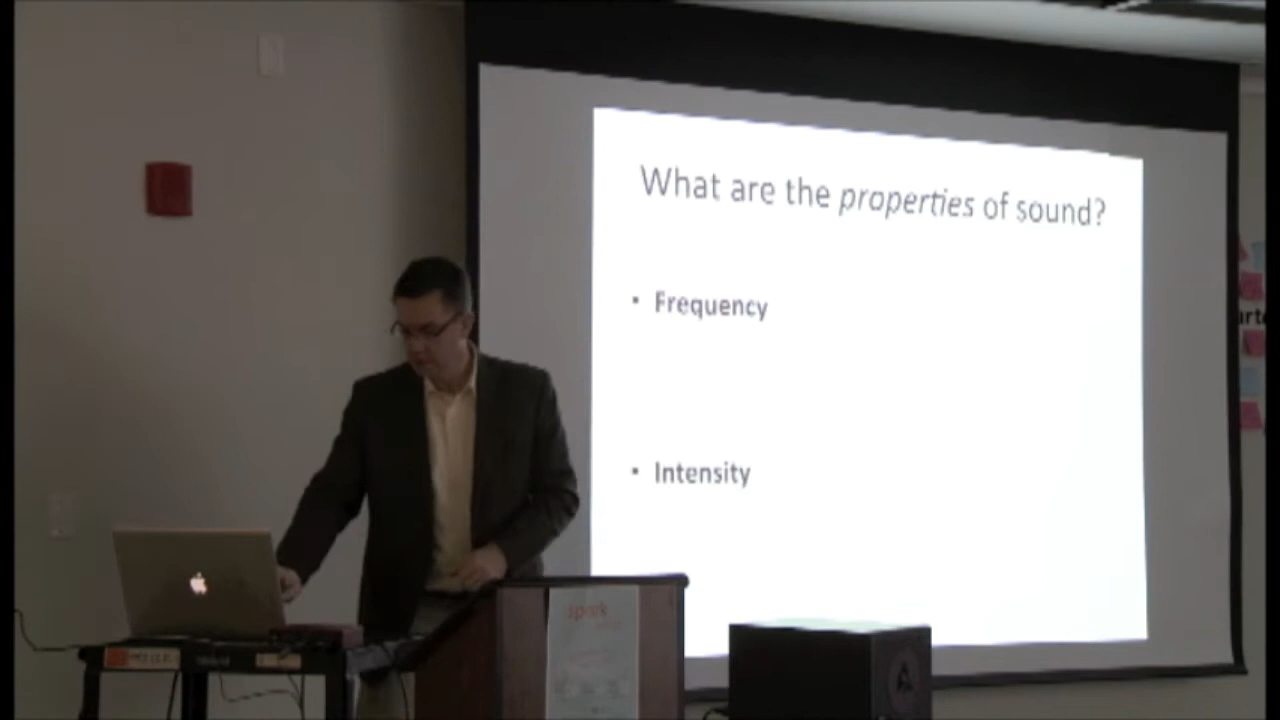 What are the properties of sound?
• Frequency
• Intensity